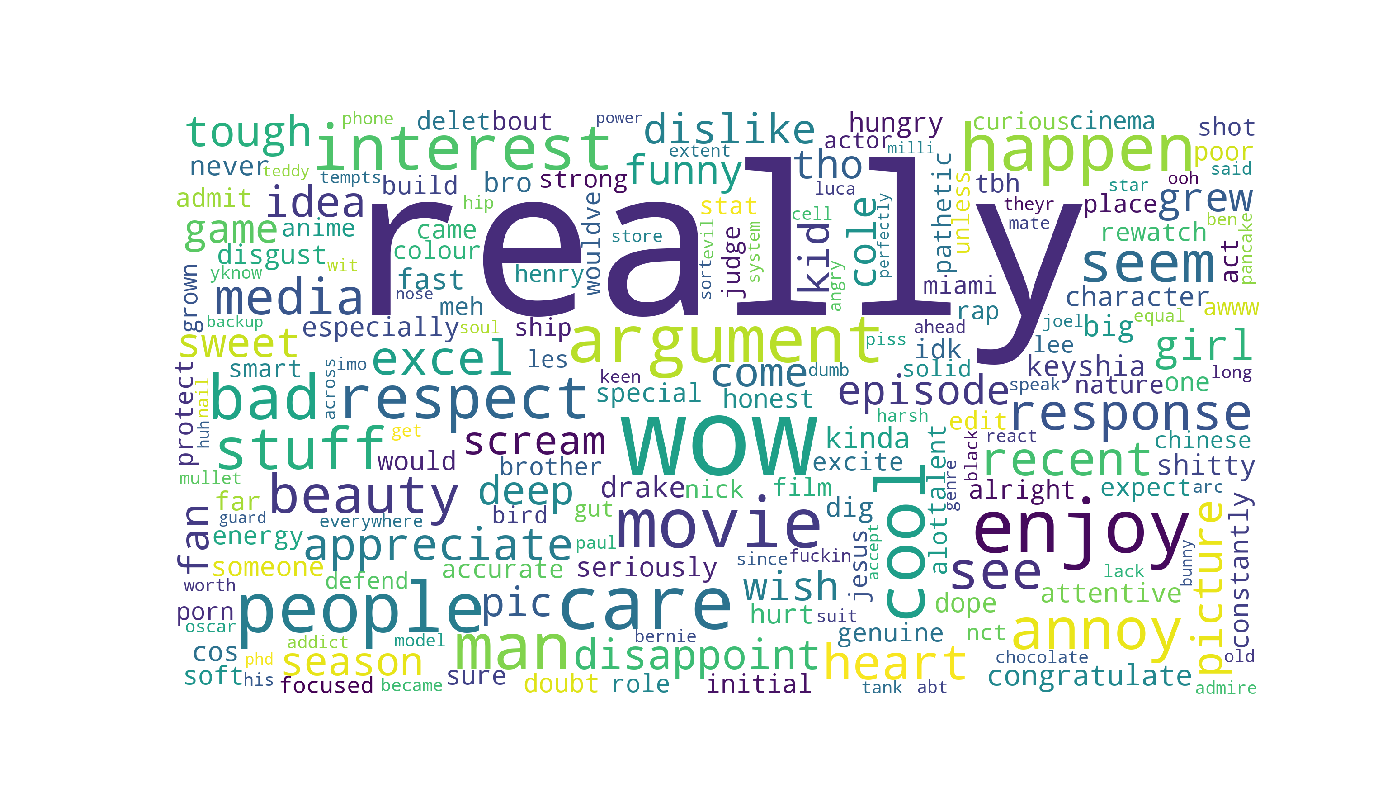 really
wow
interest
happen
argument
enjoy
people
care
movie
cool
bad
respect
stuff
beauty
appreciate
man
disappoint
heart
annoy
see
seem
media
response
recent
episode
picture
season
excel
sweet
girl
game
idea
tough
funny
dislike
tho
kid
cole
grew
big
come
scream
deep
pic
wish
fan
phone
delet
bout
power
hungry
curious
cinema
shot
never
teddy
tempts
build
bro
strong
extent
actor
milli
poor
said
admit
hip
stat
luca
tbh
star
ooh
place
anime
came
wouldve
store
cell
perfectly
pathetic
unless
theyr
mate
ben
rewatch
pancake
disgust
colour
yknow
wit
fast
henry
sort
evil
judge
system
angry
miami
act
character
equal
awww
grown
nose
meh
backup
especially
soul
ship
piss
ahead
rap
joel
idk
lee
smart
across
imo
les
keen
dumb
solid
keyshia
long
protect
huh
nail
special
honest
speak
nature
one
get
harsh
edit
would
brother
kinda
excite
black
react
chinese
shitty
mullet
far
drake
nick
film
alottalent
genre
alright
expect
arc
guard
everywhere
bird
gut
dig
energy
paul
since
fuckin
jesus
accept
lack
bunny
constantly
someone
defend
accurate
seriously
attentive
worth
porn
oscar
addict
model
hurt
suit
dope
bernie
genuine
nct
cos
phd
chocolate
old
soft
his
focused
became
sure
doubt
role
initial
tank
abt
congratulate
admire